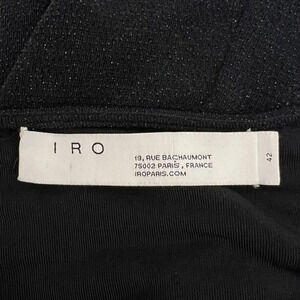 IRO
19, RUE BACHAUMONT
75002 PARIS, FRANCE
IROPARIS.COM
42